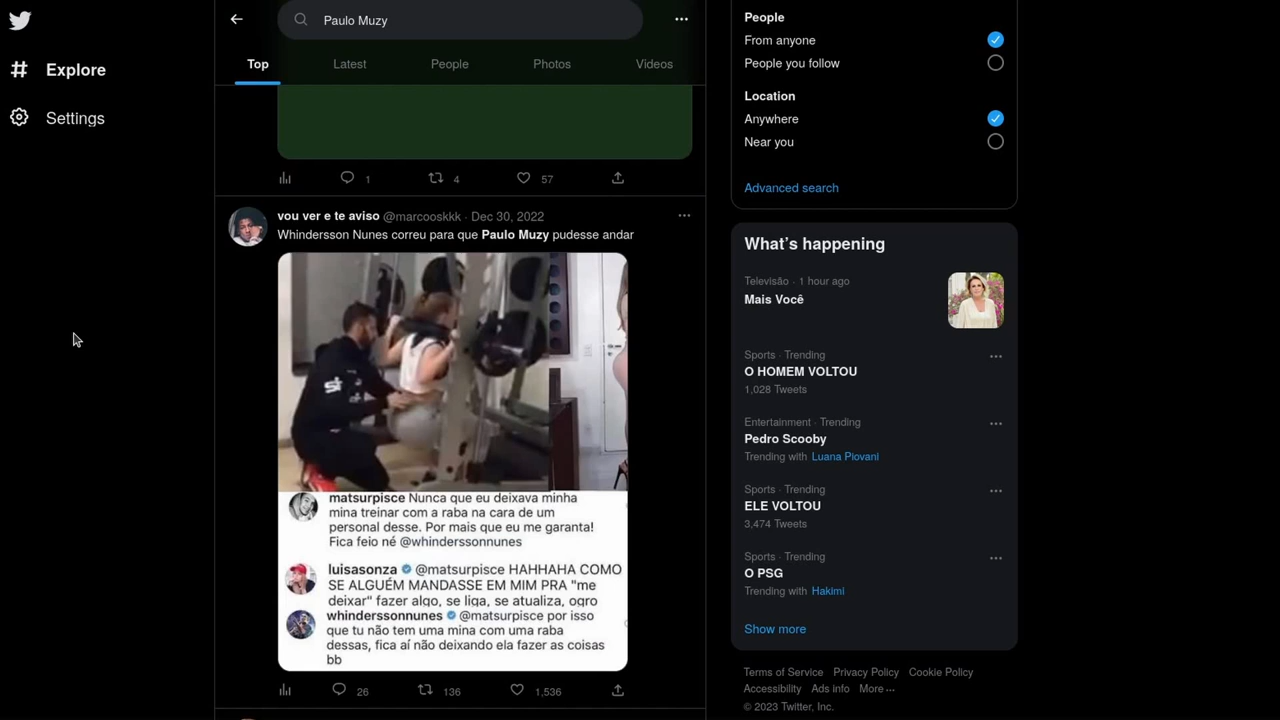 Explore
Settings
Paulo Muzy
Top
Latest
People
Photos
Videos
1
4
57
vou ver e te aviso @marcooskkk · Dec 30, 2022
Whindersson Nunes correu para que Paulo Muzy pudesse andar
matsurpisce Nunca que eu deixava minha
mina treinar com a raba na cara de um
personal desse. Por mais que eu me garanta!
Fica feio né @whinderssonnunes
luisasonza @matsurpisce HAHHAHA COMO
SE ALGUÉM MANDASSE EM MIM PRA "me
deixar" fazer algo, se liga, se atualiza, ogro
whinderssonnunes @matsurpisce por isso
que tu não tem uma mina com uma raba
dessas, fica aí não deixando ela fazer as coisas
bb
26
136
1,536
People
From anyone
People you follow
Location
Anywhere
Near you
Advanced search
What's happening
Televisão · 1 hour ago
Mais Você
Sports · Trending
O HOMEM VOLTOU
1,028 Tweets
Entertainment · Trending
Pedro Scooby
Trending with Luana Piovani
Sports · Trending
ELE VOLTOU
3,474 Tweets
Sports · Trending
O PSG
Trending with Hakimi
Show more
Terms of Service Privacy Policy Cookie Policy
Accessibility Ads info More ···
© 2023 Twitter, Inc.